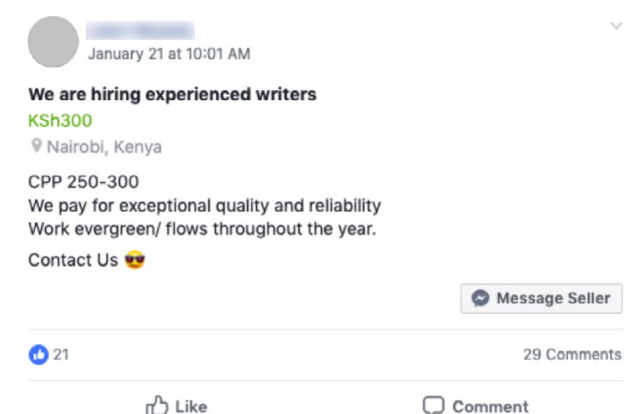 January 21 at 10:01 AM
We are hiring experienced writers
KSh300
Nairobi, Kenya
CPP 250-300
We pay for exceptional quality and reliability
Work evergreen/ flows throughout the year.
Contact Us 😎
Message Seller
21
29 Comments
Like
Comment